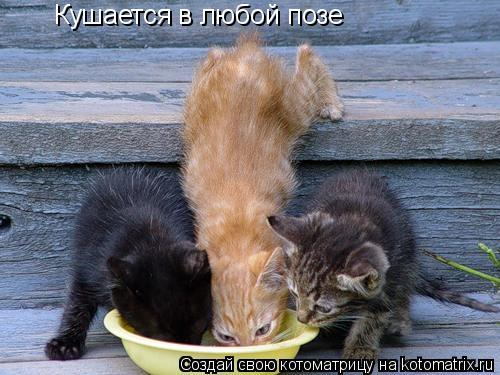 Кушается в любой позе
Создай свою котоматрицу на kotomatrix.ru